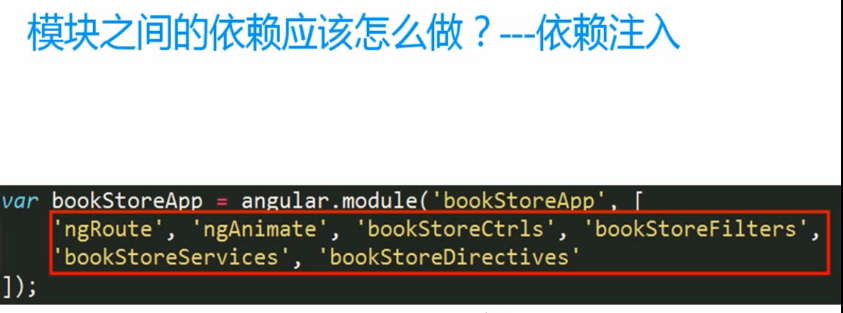 模块之间的依赖应该怎么做？---依赖注入
var bookStoreApp = angular.module('bookStoreApp', [
'ngRoute', 'ngAnimate', 'bookStoreCtrls', 'bookStoreFilters',
'bookStoreServices', 'bookStoreDirectives'
]);